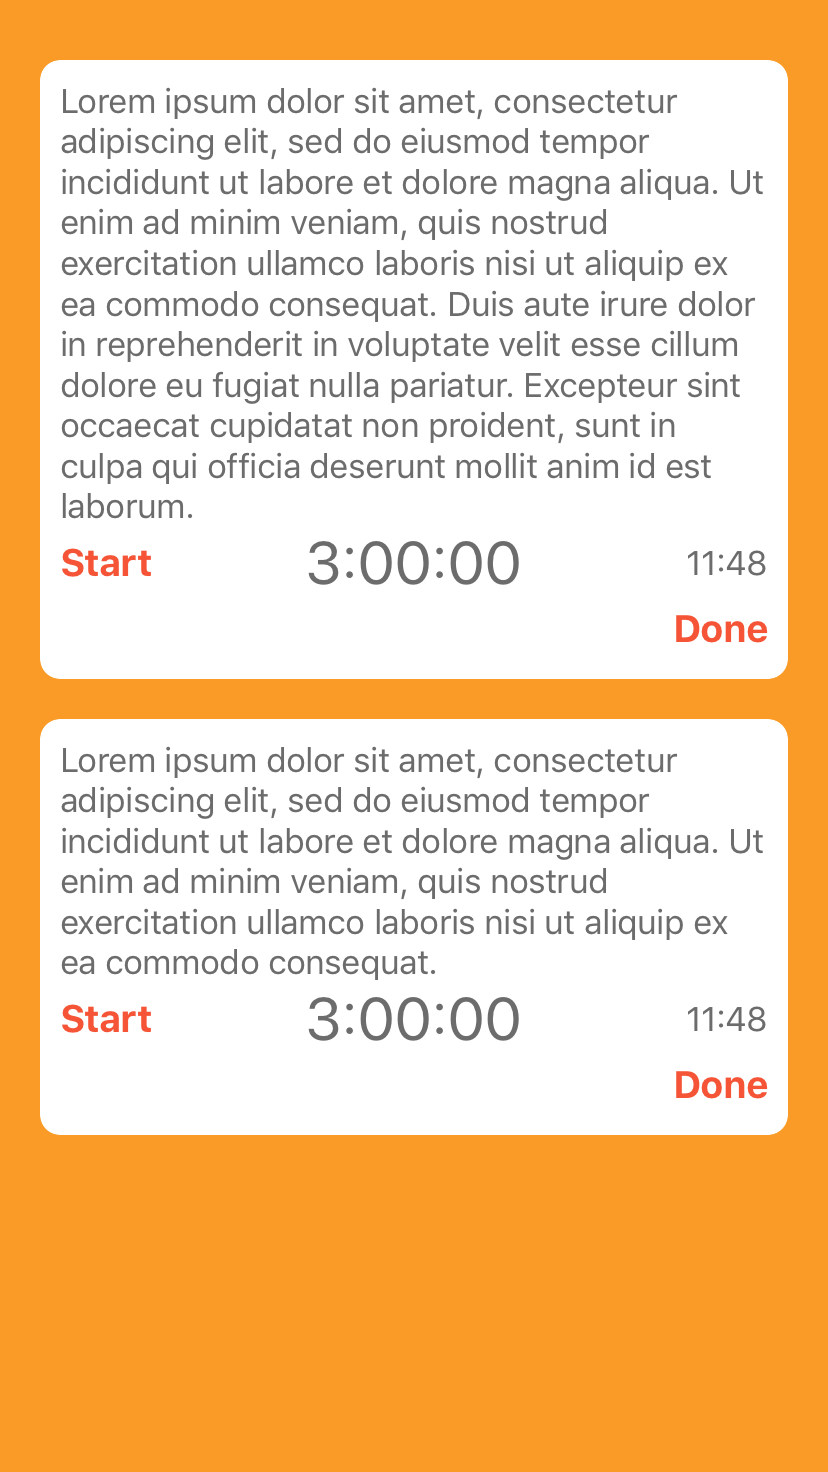 Lorem ipsum dolor sit amet, consectetur
adipiscing elit, sed do eiusmod tempor
incididunt ut labore et dolore magna aliqua. Ut
enim ad minim veniam, quis nostrud
exercitation ullamco laboris nisi ut aliquip ex
ea commodo consequat. Duis aute irure dolor
in reprehenderit in voluptate velit esse cillum
dolore eu fugiat nulla pariatur. Excepteur sint
occaecat cupidatat non proident, sunt in
culpa qui officia deserunt mollit anim id est
laborum.
Start 3:00:00 11:48
Done
Lorem ipsum dolor sit amet, consectetur
adipiscing elit, sed do eiusmod tempor
incididunt ut labore et dolore magna aliqua. Ut
enim ad minim veniam, quis nostrud
exercitation ullamco laboris nisi ut aliquip ex
ea commodo consequat.
Start 3:00:00 11:48
Done